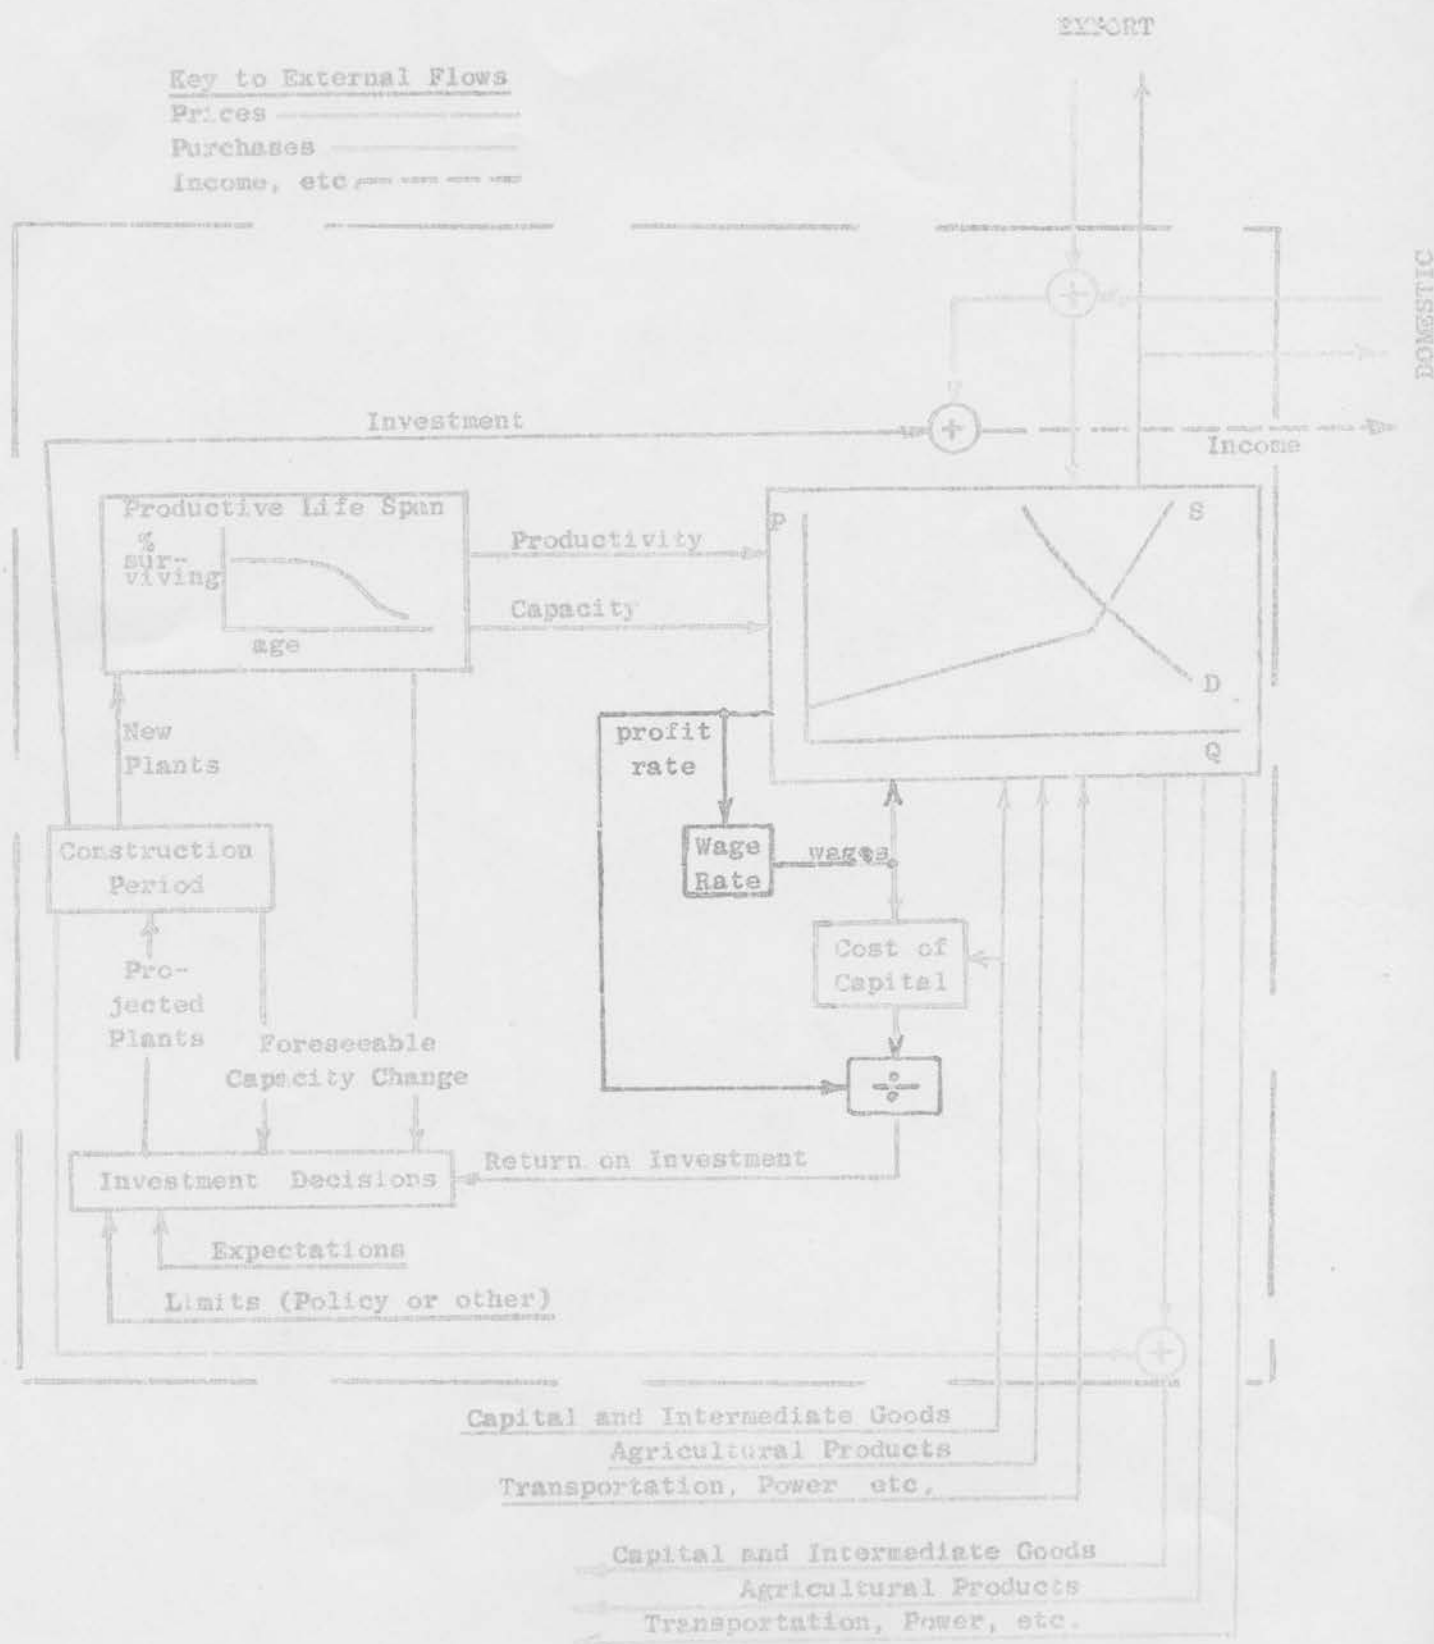 EXPORT
Key to External Flows
Prices
Purchases
Income, etc
DOMESTIC
Investment
+
+
Income
Productive Life Span
%
sur-
viving
age
Productivity
Capacity
P
S
D
Q
New
Plants
profit
rate
Construction
Period
Wage
Rate
wages
Cost of
Capital
Pro-
jected
Plants
Foreseeable
Capacity Change
÷
Investment Decisions
Return on Investment
Expectations
Limits (Policy or other)
+
Capital and Intermediate Goods
Agricultural Products
Transportation, Power etc.
Capital and Intermediate Goods
Agricultural Products
Transportation, Power, etc.